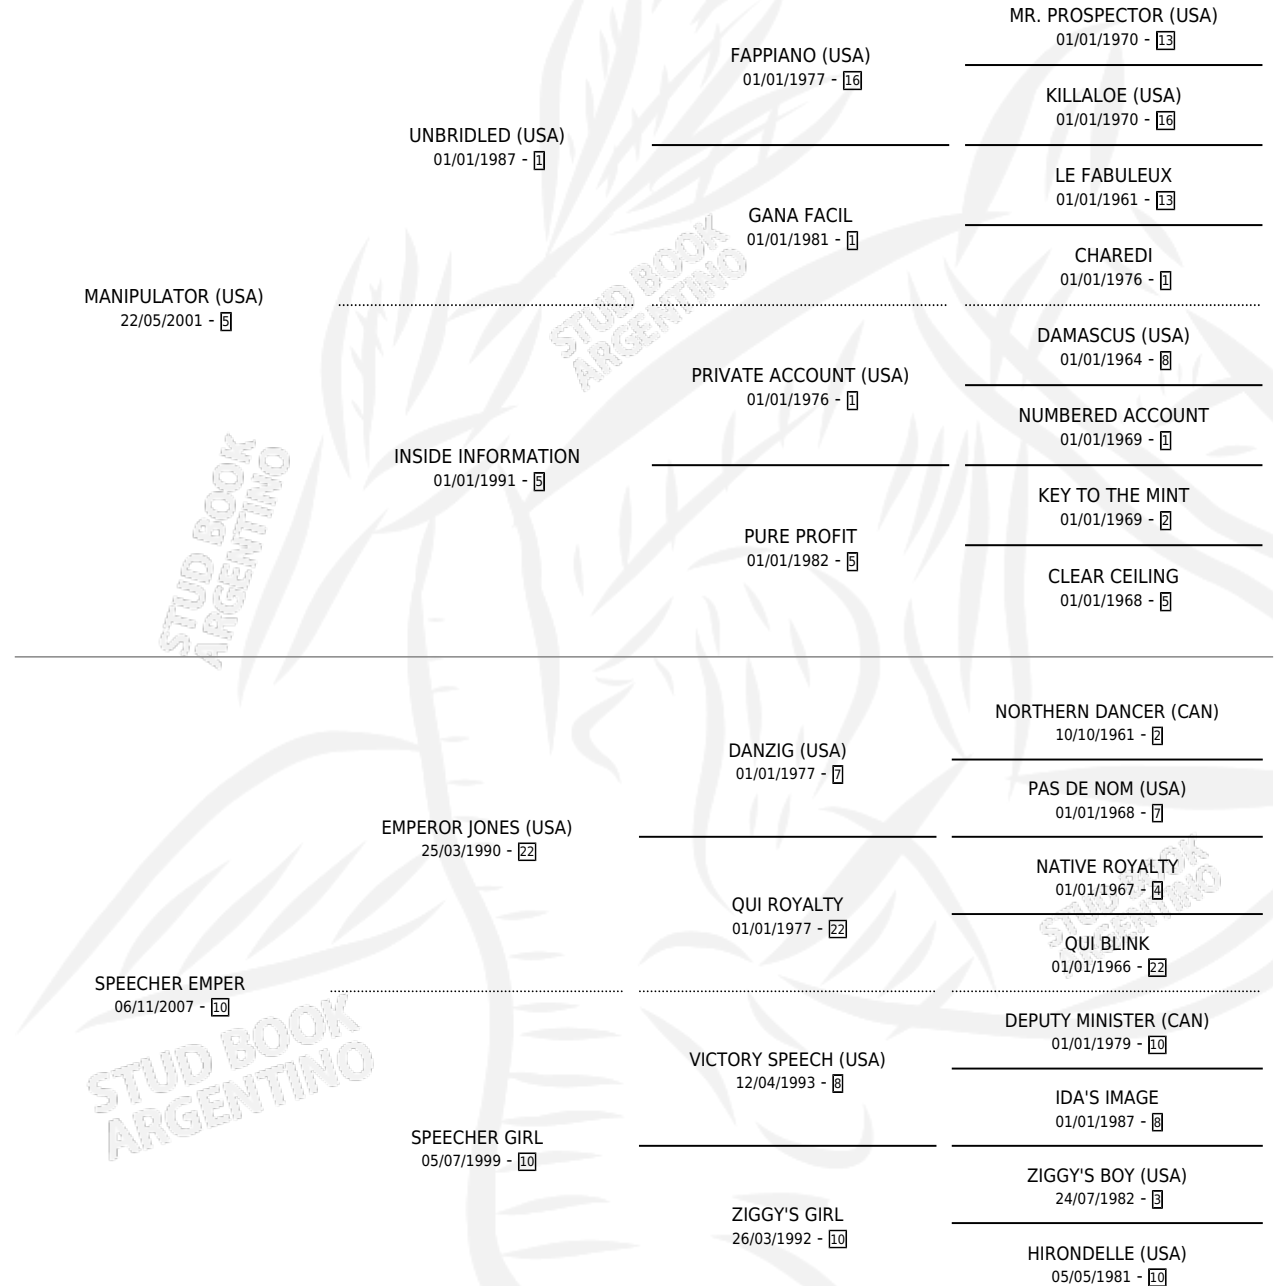 MR. PROSPECTOR (USA)
01/01/1970 - 13
FAPPIANO (USA)
01/01/1977 - 16
KILLALOE (USA)
01/01/1970 - 16
UNBRIDLED (USA)
01/01/1987 - 1
LE FABULEUX
01/01/1961 - 13
GANA FACIL
01/01/1981 - 1
CHAREDI
01/01/1976 - 1
MANIPULATOR (USA)
22/05/2001 - 5
DAMASCUS (USA)
01/01/1964 - 8
PRIVATE ACCOUNT (USA)
01/01/1976 - 1
NUMBERED ACCOUNT
01/01/1969 - 1
INSIDE INFORMATION
01/01/1991 - 5
KEY TO THE MINT
01/01/1969 - 2
PURE PROFIT
01/01/1982 - 5
CLEAR CEILING
01/01/1968 - 5
STUD BOOK
ARGENTINO
STUD BOOK
ARGENTINO
NORTHERN DANCER (CAN)
10/10/1961 - 2
DANZIG (USA)
01/01/1977 - 7
PAS DE NOM (USA)
01/01/1968 - 7
EMPEROR JONES (USA)
25/03/1990 - 22
NATIVE ROYALTY
01/01/1967 - 4
QUI ROYALTY
01/01/1977 - 22
QUI BLINK
01/01/1966 - 22
STUD BOOK
ARGENTINO
SPEECHER EMPER
06/11/2007 - 10
DEPUTY MINISTER (CAN)
01/01/1979 - 10
VICTORY SPEECH (USA)
12/04/1993 - 8
IDA'S IMAGE
01/01/1987 - 8
SPEECHER GIRL
05/07/1999 - 10
ZIGGY'S BOY (USA)
24/07/1982 - 3
ZIGGY'S GIRL
26/03/1992 - 10
HIRONDELLE (USA)
05/05/1981 - 10
STUD BOOK
ARGENTINO